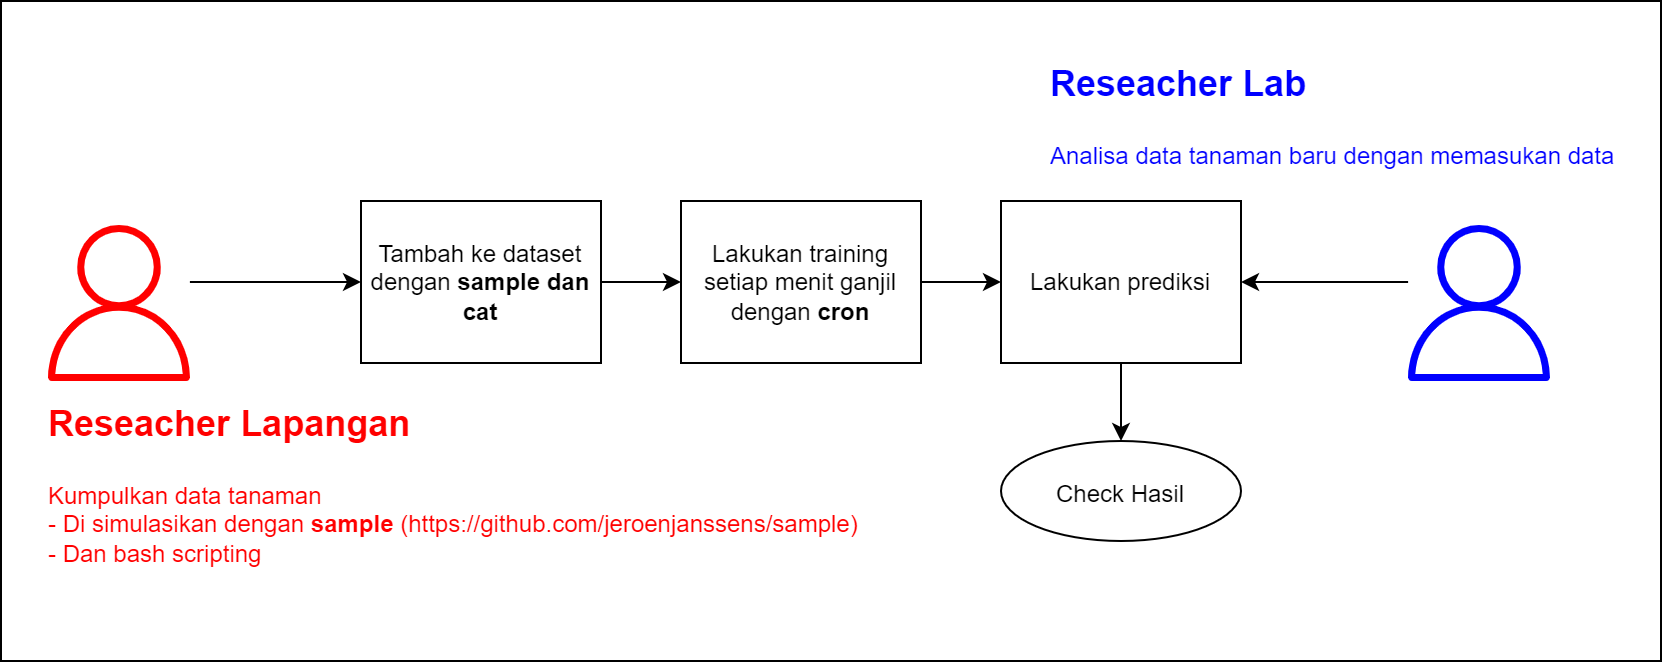 Reseacher Lab
Analisa data tanaman baru dengan memasukan data
Tambah ke dataset
dengan sample dan
cat
Lakukan training
setiap menit ganjil
dengan cron
Lakukan prediksi
Reseacher Lapangan
Kumpulkan data tanaman
- Di simulasikan dengan sample (https://github.com/jeroenjanssens/sample)
- Dan bash scripting
Check Hasil